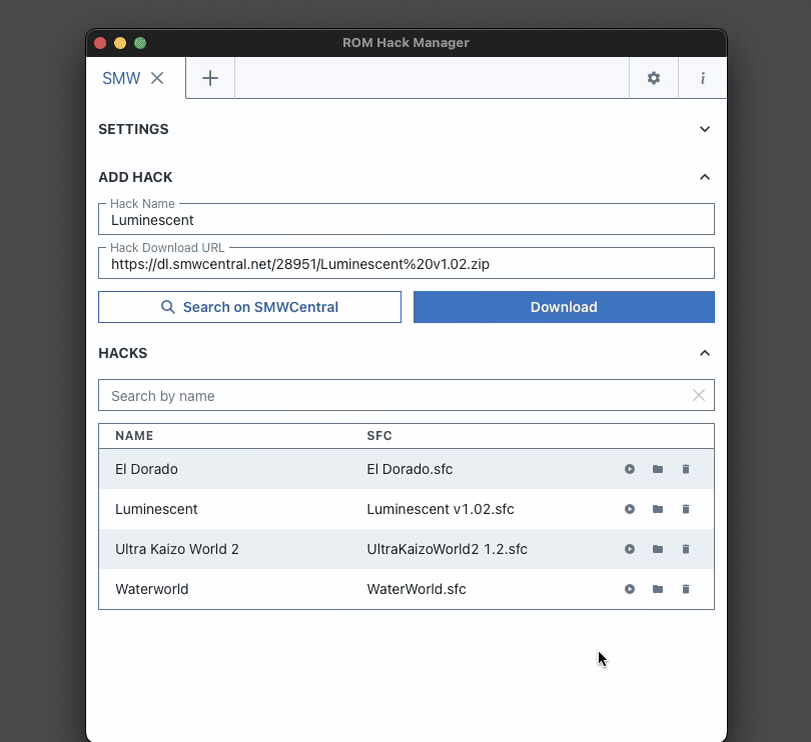 ROM Hack Manager
SMW
i
SETTINGS
ADD HACK
Hack Name
Luminescent
Hack Download URL
https://dl.smwcentral.net/28951/Luminescent%20v1.02.zip
Search on SMWCentral Download
HACKS
Search by name
NAME SFC
El Dorado El Dorado.sfc
Luminescent Luminescent v1.02.sfc
Ultra Kaizo World 2 UltraKaizoWorld2 1.2.sfc
Waterworld WaterWorld.sfc